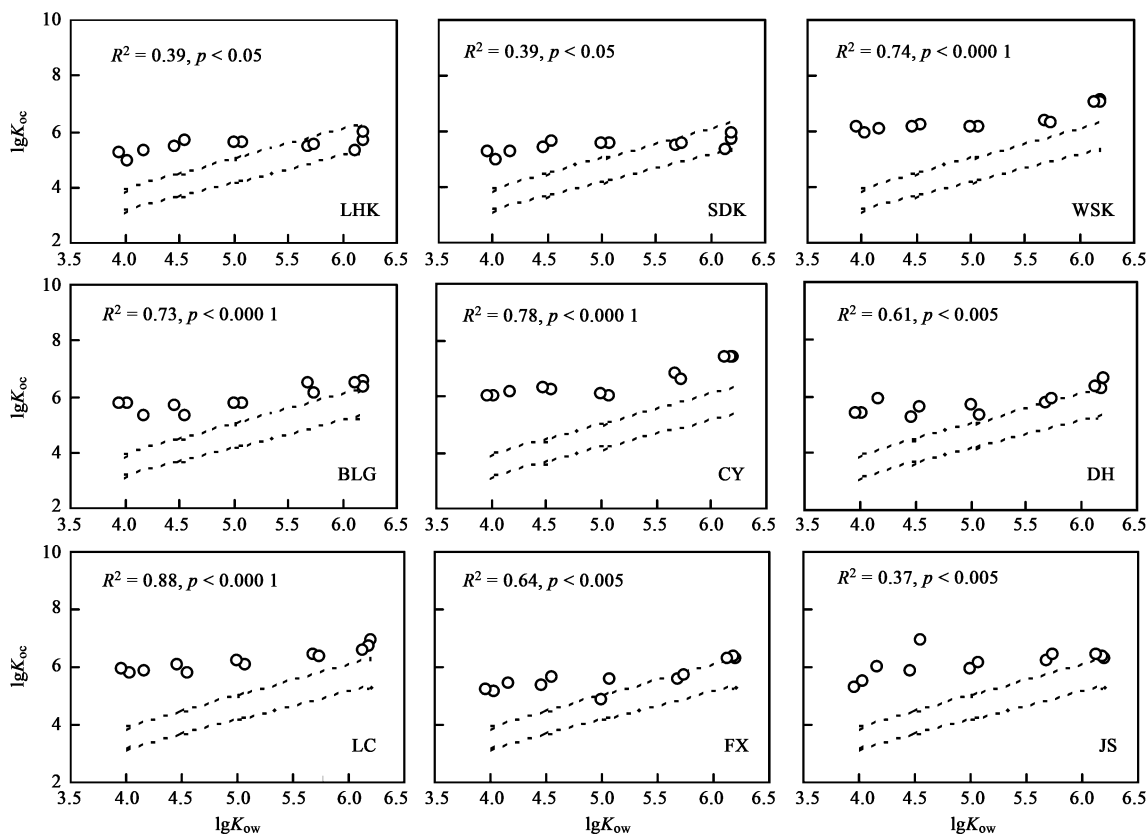 10
8
6
4
2
lgKoc
R² = 0.39, p < 0.05
LHK
3.5 4.0 4.5 5.0 5.5 6.0 6.5
R² = 0.39, p < 0.05
SDK
3.5 4.0 4.5 5.0 5.5 6.0 6.5
R² = 0.74, p < 0.000 1
WSK
3.5 4.0 4.5 5.0 5.5 6.0 6.5
10
8
6
4
2
lgKoc
R² = 0.73, p < 0.000 1
BLG
3.5 4.0 4.5 5.0 5.5 6.0 6.5
R² = 0.78, p < 0.000 1
CY
3.5 4.0 4.5 5.0 5.5 6.0 6.5
R² = 0.61, p < 0.005
DH
3.5 4.0 4.5 5.0 5.5 6.0 6.5
10
8
6
4
2
lgKoc
R² = 0.88, p < 0.000 1
LC
3.5 4.0 4.5 5.0 5.5 6.0 6.5
lgKow
R² = 0.64, p < 0.005
FX
3.5 4.0 4.5 5.0 5.5 6.0 6.5
lgKow
R² = 0.37, p < 0.005
JS
3.5 4.0 4.5 5.0 5.5 6.0 6.5
lgKow